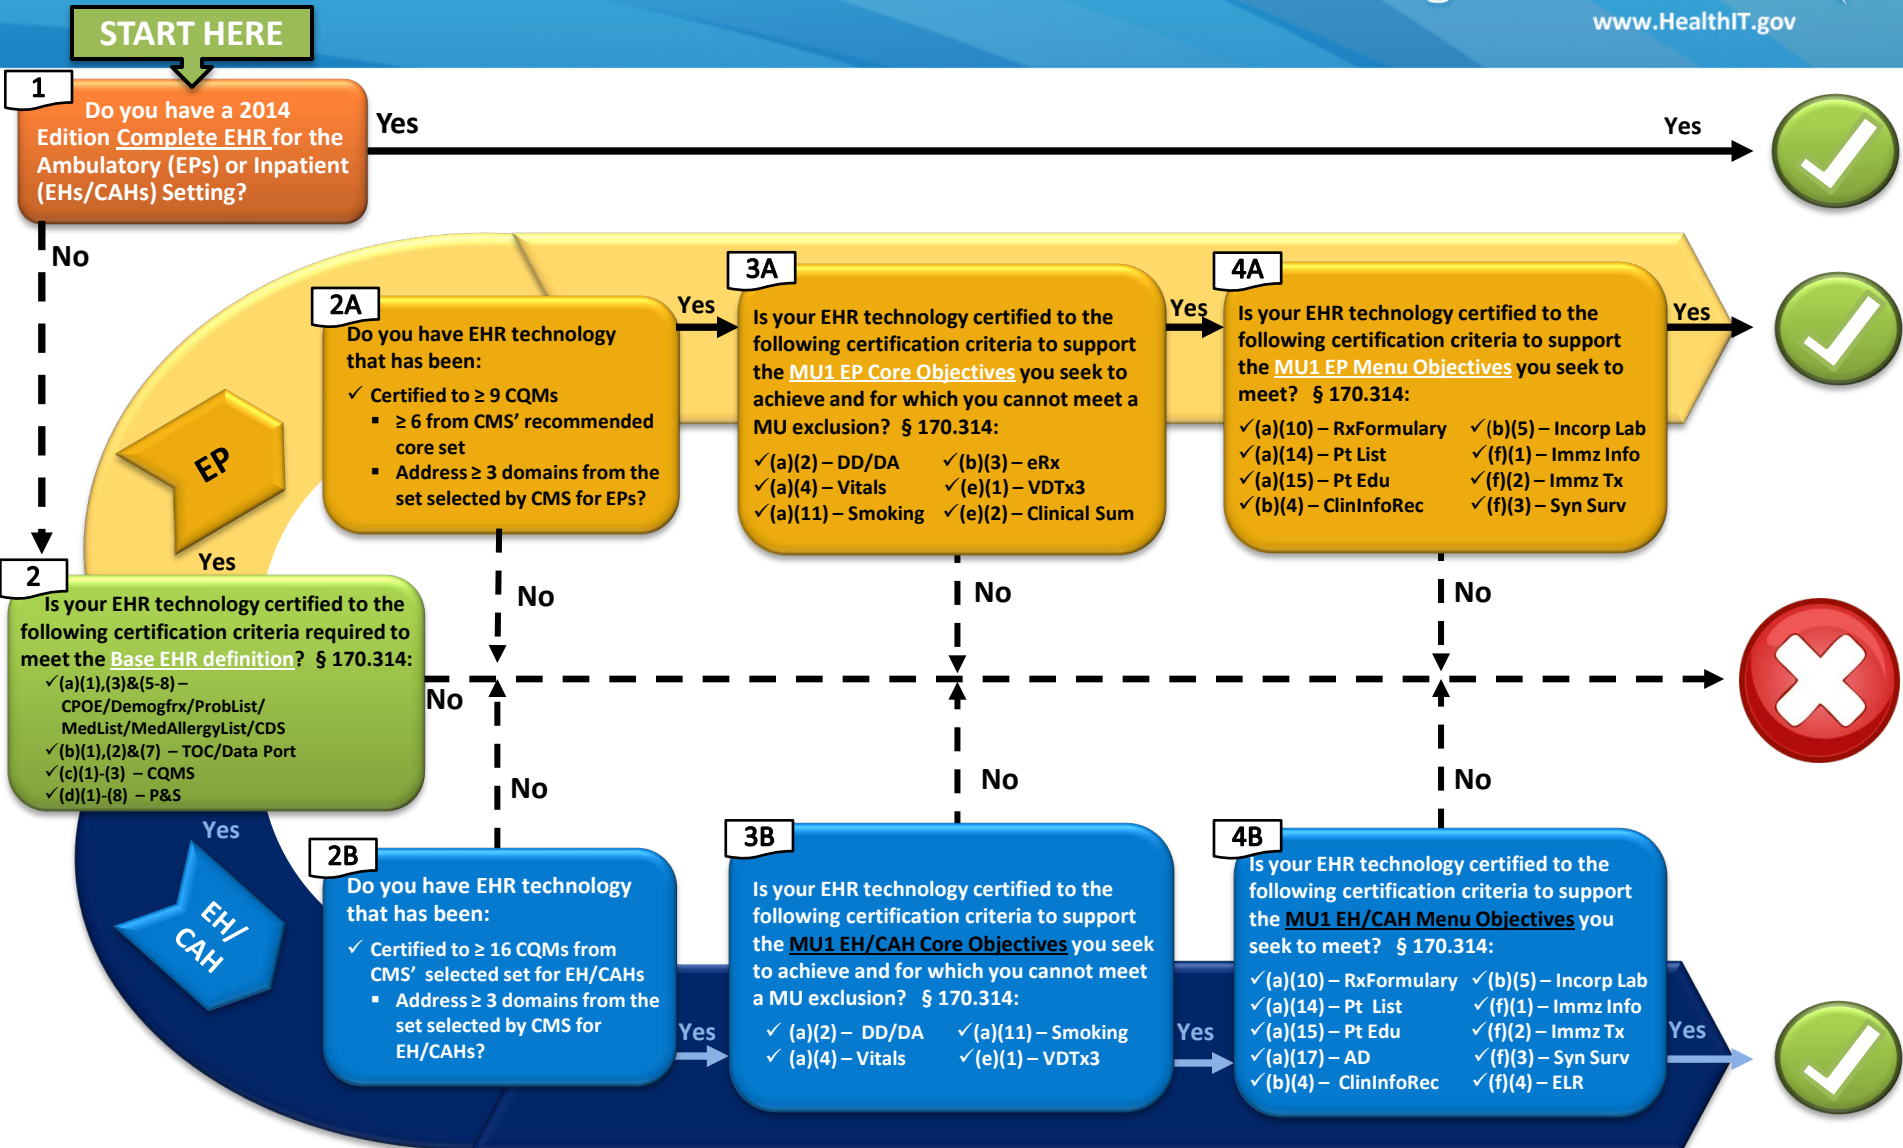 www.HealthIT.gov
START HERE
1
Do you have a 2014
Edition Complete EHR for the
Ambulatory (EPs) or Inpatient
(EHs/CAHs) Setting?
Yes
Yes
No
2A
Do you have EHR technology
that has been:
✓ Certified to ≥ 9 CQMs
▪ ≥ 6 from CMS' recommended
core set
▪ Address ≥ 3 domains from the
set selected by CMS for EPs?
Yes
3A
Is your EHR technology certified to the
following certification criteria to support
the MU1 EP Core Objectives you seek to
achieve and for which you cannot meet a
MU exclusion? § 170.314:
✓(a)(2) – DD/DA ✓(b)(3) – eRx
✓(a)(4) – Vitals ✓(e)(1) – VDTx3
✓(a)(11) – Smoking ✓(e)(2) – Clinical Sum
Yes
4A
Is your EHR technology certified to the
following certification criteria to support
the MU1 EP Menu Objectives you seek to
meet? § 170.314:
✓(a)(10) – RxFormulary ✓(b)(5) – Incorp Lab
✓(a)(14) – Pt List ✓(f)(1) – Immz Info
✓(a)(15) – Pt Edu ✓(f)(2) – Immz Tx
✓(b)(4) – ClinInfoRec ✓(f)(3) – Syn Surv
Yes
EP
Yes
No
No
No
2
Is your EHR technology certified to the
following certification criteria required to
meet the Base EHR definition? § 170.314:
✓(a)(1),(3)&(5-8) –
CPOE/Demogfrx/ProbList/
MedList/MedAllergyList/CDS
✓(b)(1),(2)&(7) – TOC/Data Port
✓(c)(1)-(3) – CQMS
✓(d)(1)-(8) – P&S
No
No
No
No
Yes
EH/
CAH
2B
Do you have EHR technology
that has been:
✓ Certified to ≥ 16 CQMs from
CMS' selected set for EH/CAHs
▪ Address ≥ 3 domains from the
set selected by CMS for
EH/CAHs?
Yes
3B
Is your EHR technology certified to the
following certification criteria to support
the MU1 EH/CAH Core Objectives you seek
to achieve and for which you cannot meet
a MU exclusion? § 170.314:
✓ (a)(2) – DD/DA ✓(a)(11) – Smoking
✓ (a)(4) – Vitals ✓(e)(1) – VDTx3
Yes
4B
Is your EHR technology certified to the
following certification criteria to support
the MU1 EH/CAH Menu Objectives you
seek to meet? § 170.314:
✓(a)(10) – RxFormulary ✓(b)(5) – Incorp Lab
✓(a)(14) – Pt List ✓(f)(1) – Immz Info
✓(a)(15) – Pt Edu ✓(f)(2) – Immz Tx
✓(a)(17) – AD ✓(f)(3) – Syn Surv
✓(b)(4) – ClinInfoRec ✓(f)(4) – ELR
Yes